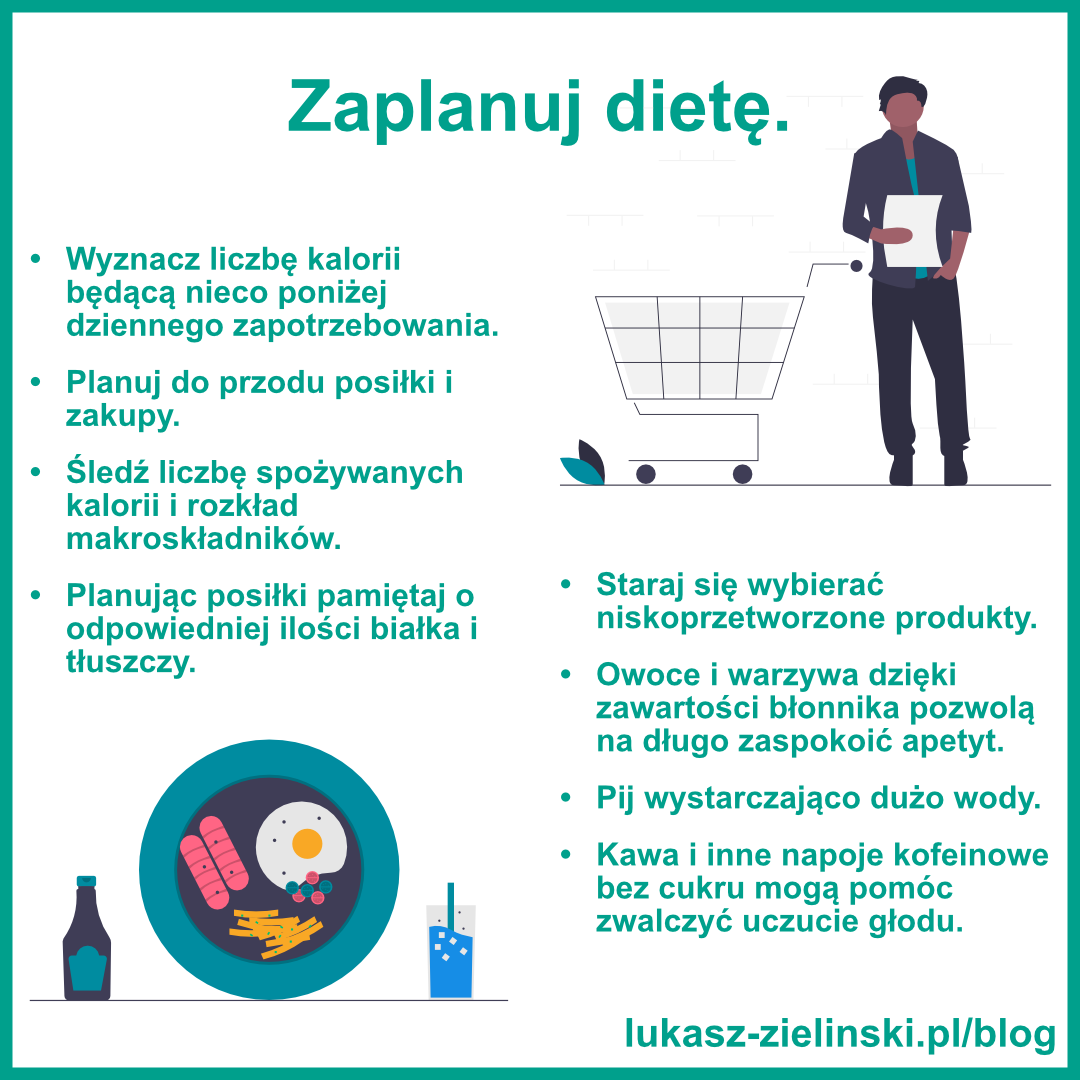 Zaplanuj dietę.
• Wyznacz liczbę kalorii
będącą nieco poniżej
dziennego zapotrzebowania.
• Planuj do przodu posiłki i
zakupy.
• Śledź liczbę spożywanych
kalorii i rozkład
makroskładników.
• Planując posiłki pamiętaj o
odpowiedniej ilości białka i
tłuszczy.
• Staraj się wybierać
niskoprzetworzone produkty.
• Owoce i warzywa dzięki
zawartości błonnika pozwolą
na długo zaspokoić apetyt.
• Pij wystarczająco dużo wody.
• Kawa i inne napoje kofeinowe
bez cukru mogą pomóc
zwalczyć uczucie głodu.
lukasz-zielinski.pl/blog